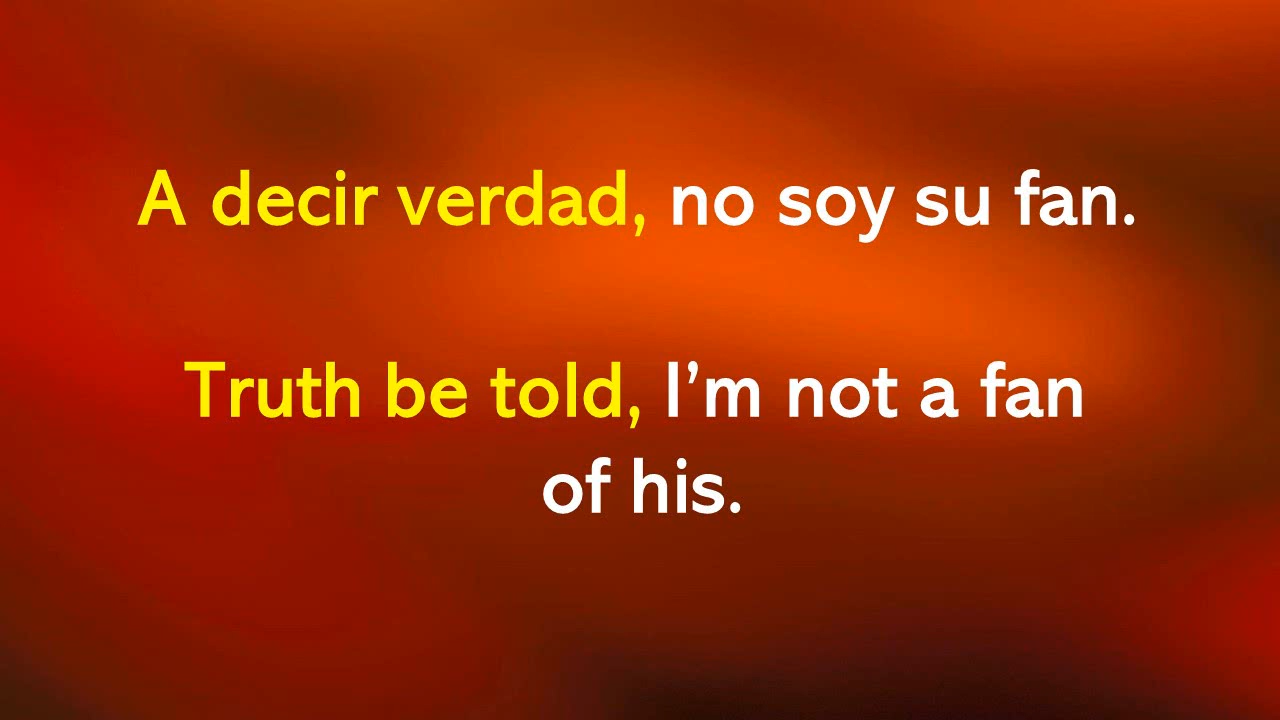 A decir verdad, no soy su fan.
Truth be told, I’m not a fan
of his.